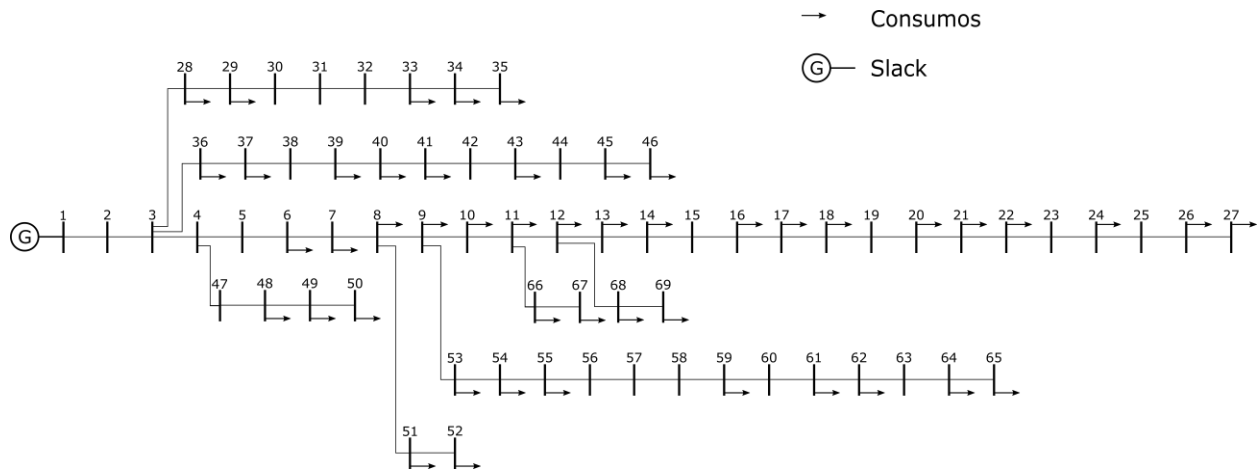 Consumos
G Slack
28 29 30 31 32 33 34 35
36 37 38 39 40 41 42 43 44 45 46
G 1 2 3 4 5 6 7 8 9 10 11 12 13 14 15 16 17 18 19 20 21 22 23 24 25 26 27
47 48 49 50 66 67 68 69
53 54 55 56 57 58 59 60 61 62 63 64 65
51 52